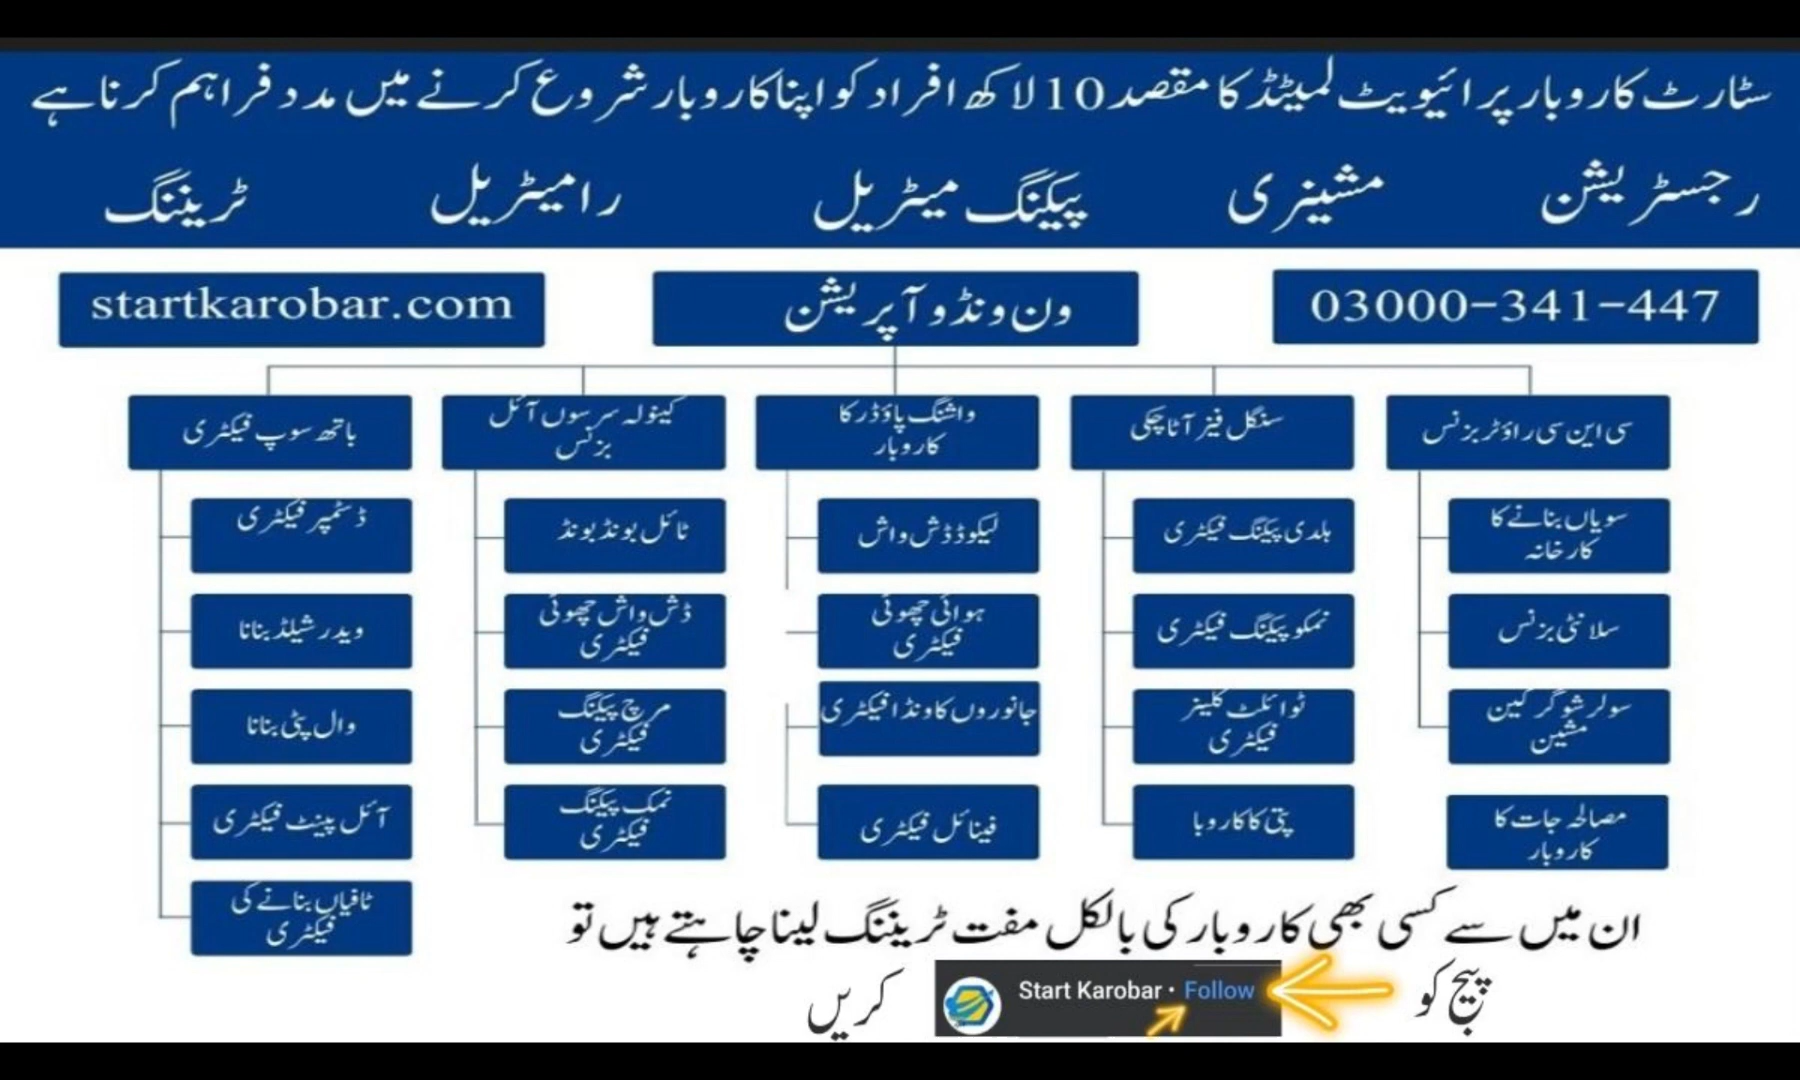 سٹارٹ کاروبار پرائیویٹ لمیٹڈ کا مقصد 10 لاکھ افراد کو اپنا کاروبار شروع کرنے میں مدد فراہم کرنا ہے
رجسٹریشن مشینری پیکنگ میٹریل را میٹریل ٹریننگ
03000-341-447
ون ونڈو آپریشن
startkarobar.com
سی این سی راؤٹر بزنس
سویاں بنانے کا
کارخانہ
سلانٹی بزنس
سولر شوگر کین
مشین
مصالحہ جات کا
کاروبار
سنگل فیز آٹا چکی
ہلدی پیکنگ فیکٹری
نمکو پیکنگ فیکٹری
ٹوائلٹ کلینر
فیکٹری
پتی کا کاروبا
واشنگ پاؤڈر کا
کاروبار
لیکوڈ ڈش واش
ہوائی چھوٹی
فیکٹری
جانوروں کا ونڈا فیکٹری
فینائل فیکٹری
کینولہ سرسوں آئل
بزنس
ٹائل بونڈ بونڈ
ڈش واش چھوٹی
فیکٹری
مرچ پیکنگ
فیکٹری
نمک پیکنگ
فیکٹری
باتھ سوپ فیکٹری
ڈسٹمپر فیکٹری
ویدر شیلڈ بنانا
وال پٹی بنانا
آئل پینٹ فیکٹری
ٹافیاں بنانے کی
فیکٹری
ان میں سے کسی بھی کاروبار کی بالکل مفت ٹریننگ لینا چاہتے ہیں تو
پیج کو
Start Karobar • Follow
کریں